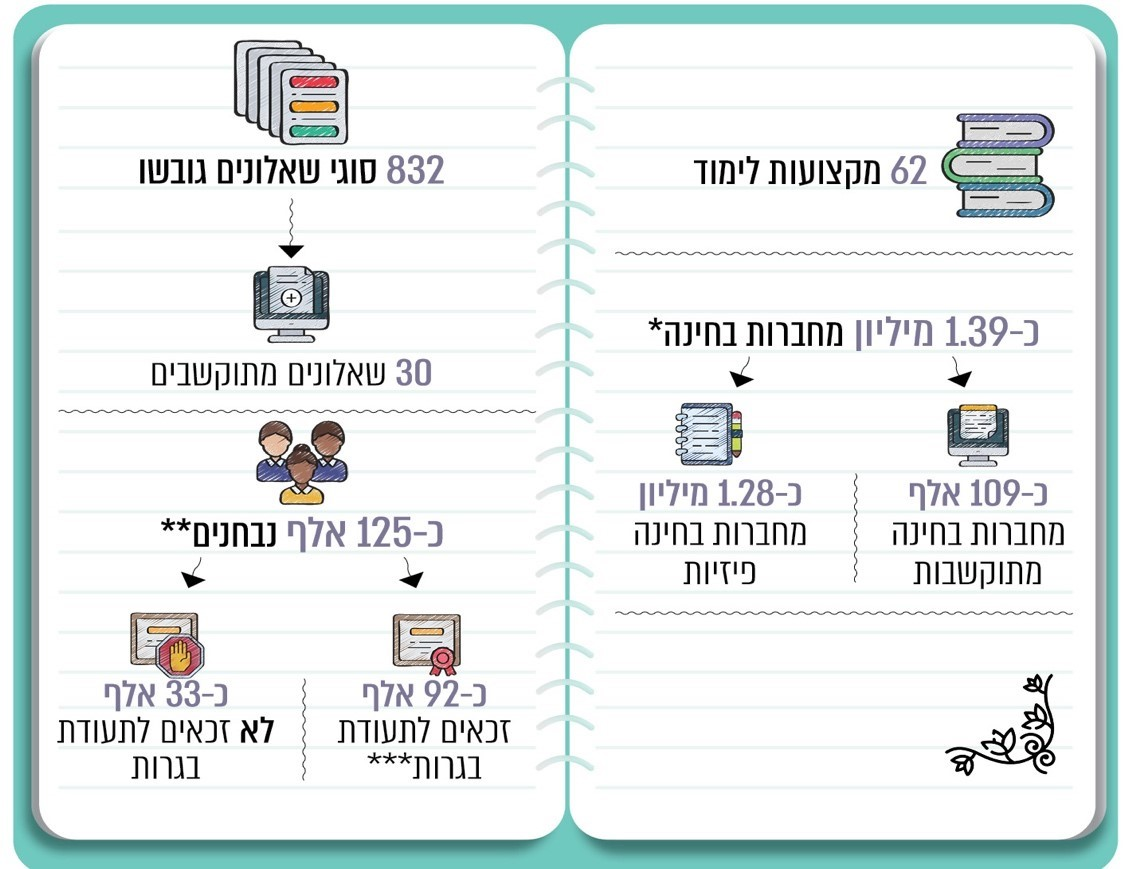 62 מקצועות לימוד
כ-1.39 מיליון מחברות בחינה*
כ-109 אלף
מחברות בחינה
מתוקשבות
כ-1.28 מיליון
מחברות בחינה
פיזיות
832 סוגי שאלונים גובשו
30 שאלונים מתוקשבים
כ-125 אלף נבחנים**
כ-92 אלף
זכאים לתעודת
בגרות***
כ-33 אלף
לא זכאים לתעודת
בגרות